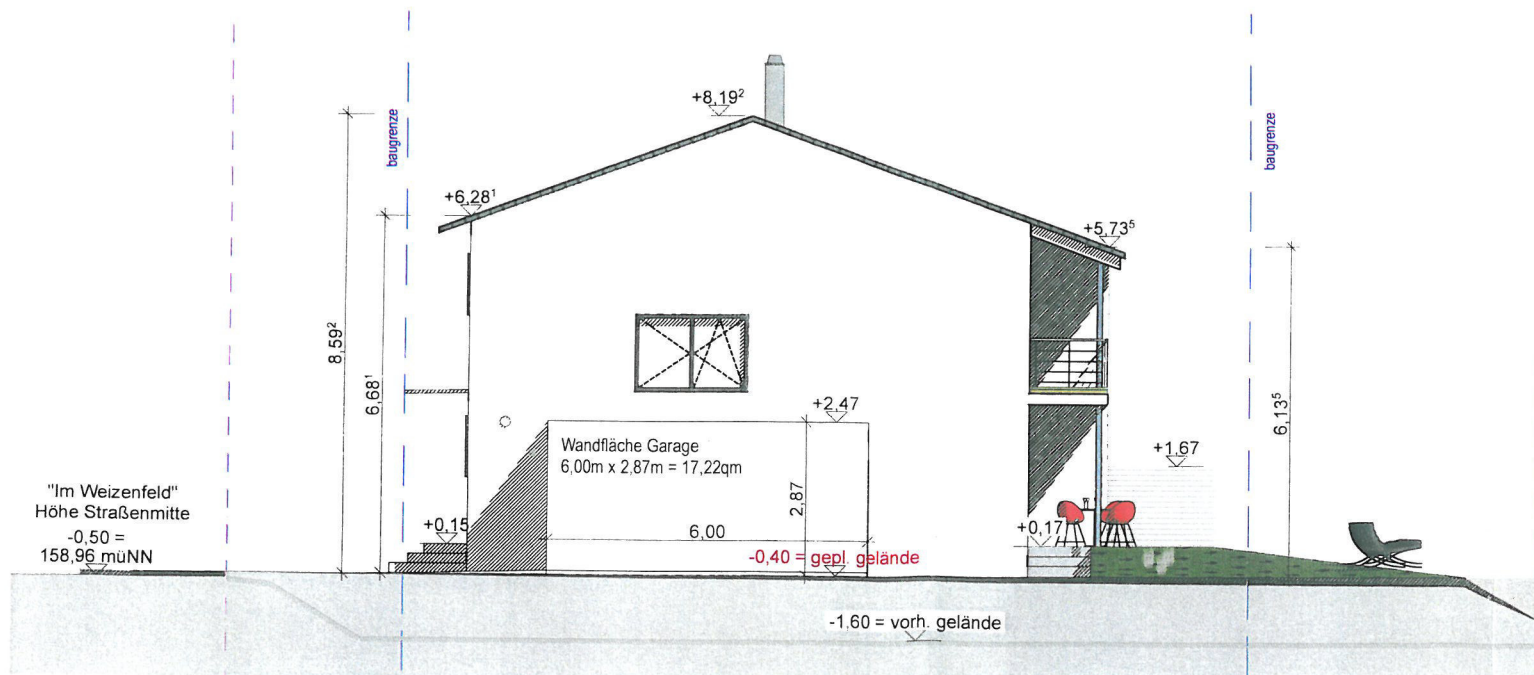 +8,19²
baugrenze
baugrenze
+6,28¹
+5,73⁵
8,59²
6,68¹
6,13⁵
+2,47
Wandfläche Garage
6,00m x 2,87m = 17,22qm
2,87
+1,67
"Im Weizenfeld"
Höhe Straßenmitte
-0,50 =
158,96 müNN
+0,15
6,00
+0,17
-0,40 = gepl. gelände
-1,60 = vorh. gelände